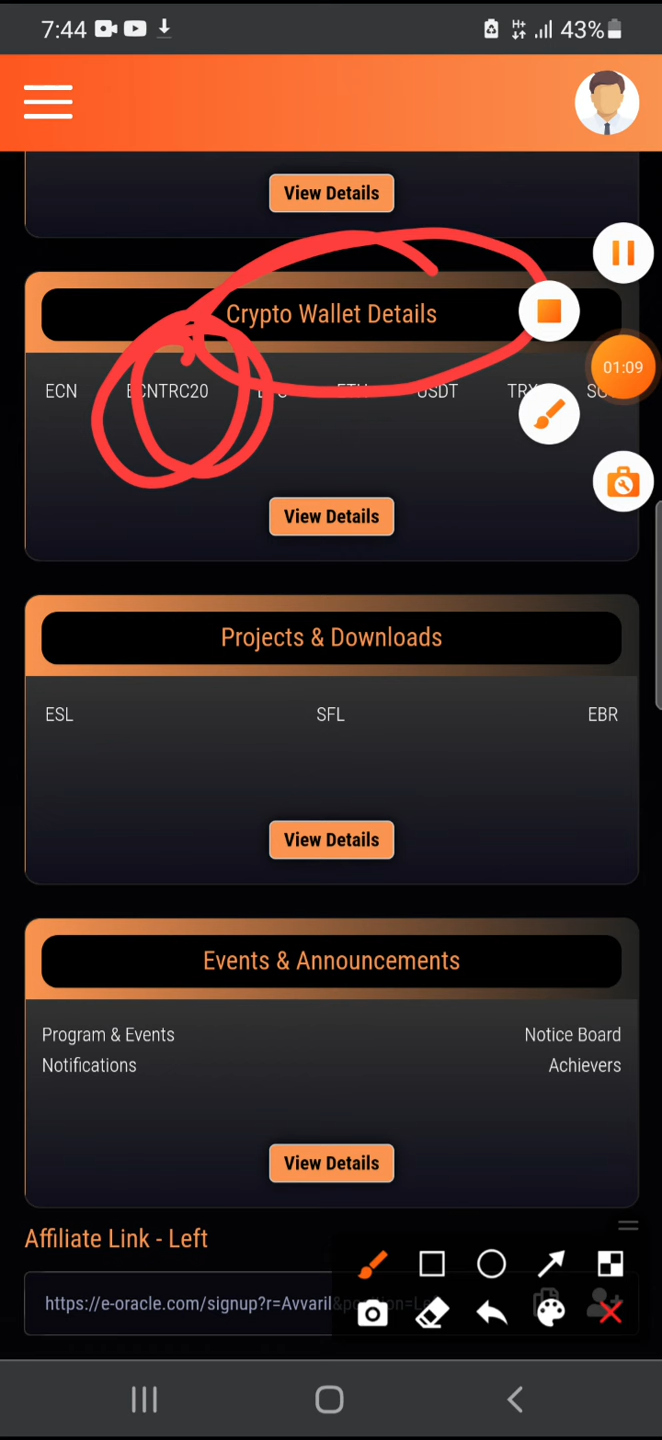 7:44 43%
View Details
Crypto Wallet Details
01:09
ECN ECNTRC20 ETH USDT
View Details
Projects & Downloads
ESL SFL EBR
View Details
Events & Announcements
Program & Events Notice Board
Notifications Achievers
View Details
Affiliate Link - Left
https://e-oracle.com/signup?r=Avvaril